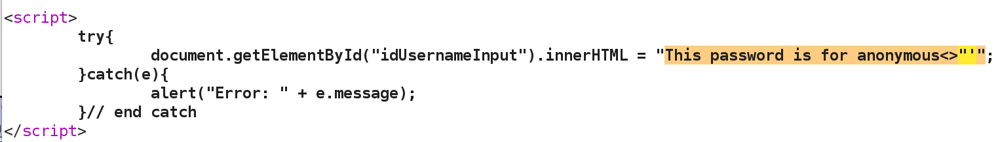 <script>
try{
document.getElementById("idUsernameInput").innerHTML = "This password is for anonymous<>"'";
}catch(e){
alert("Error: " + e.message);
}// end catch
</script>